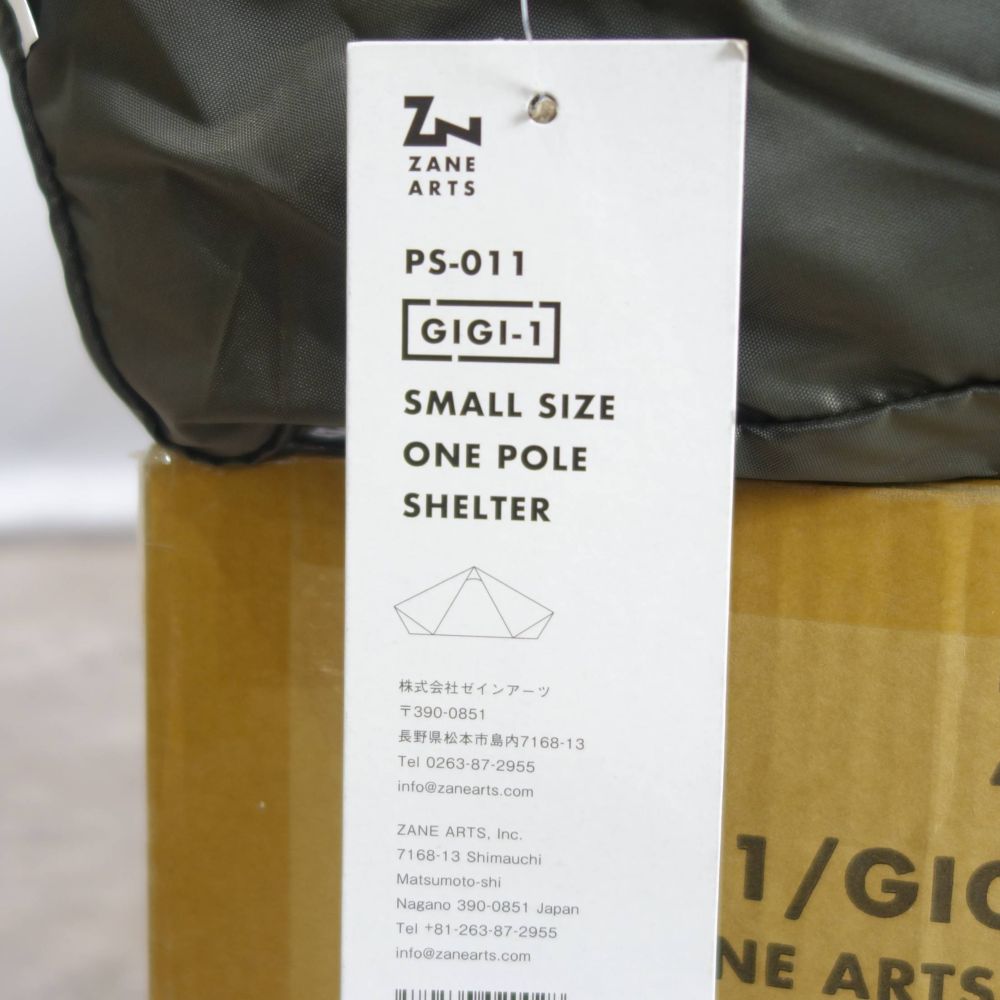 ZN
ZANE
ARTS
PS-011
GIGI-1
SMALL SIZE
ONE POLE
SHELTER
株式会社ゼインアーツ
〒390-0851
長野県松本市島内7168-13
Tel 0263-87-2955
info@zanearts.com
ZANE ARTS, Inc.
7168-13 Shimauchi
Matsumoto-shi
Nagano 390-0851 Japan
Tel +81-263-87-2955
info@zanearts.com
1/GIG
NE ARTS